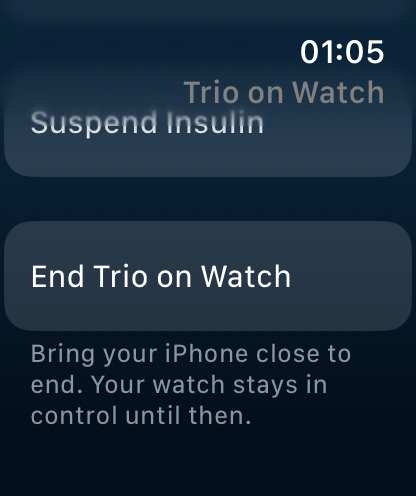 01:05
Trio on Watch
Suspend Insulin
End Trio on Watch
Bring your iPhone close to
end. Your watch stays in
control until then.